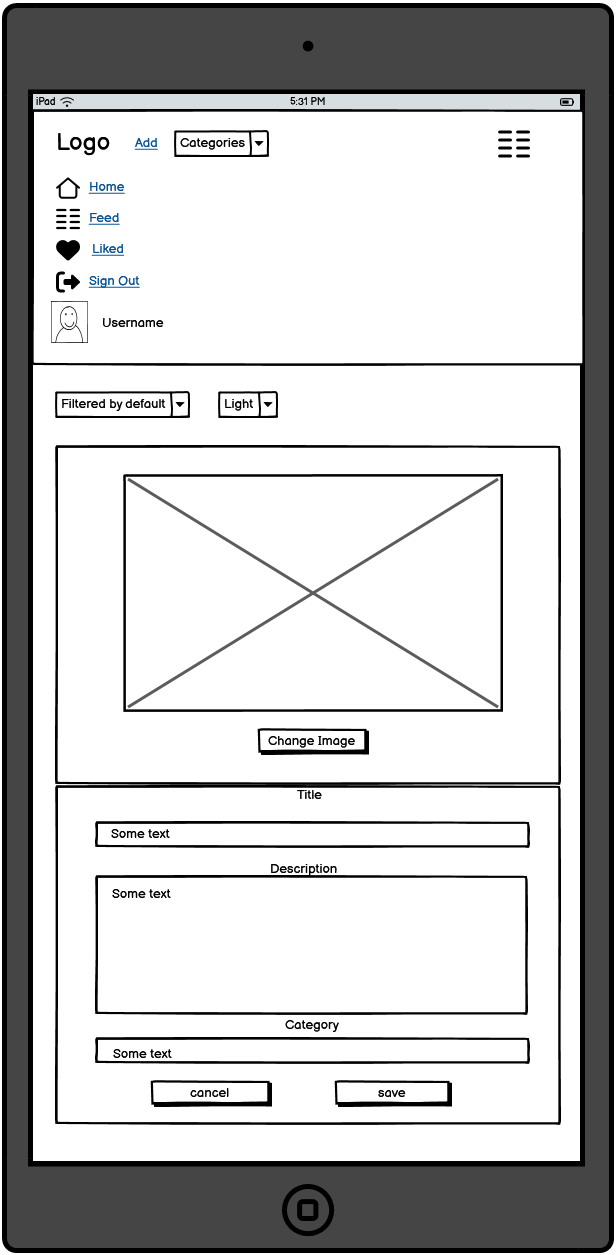 iPad 5:31 PM
Logo Add Categories
Home
Feed
Liked
Sign Out
Username
Filtered by default Light
Change Image
Title
Some text
Description
Some text
Category
Some text
cancel save